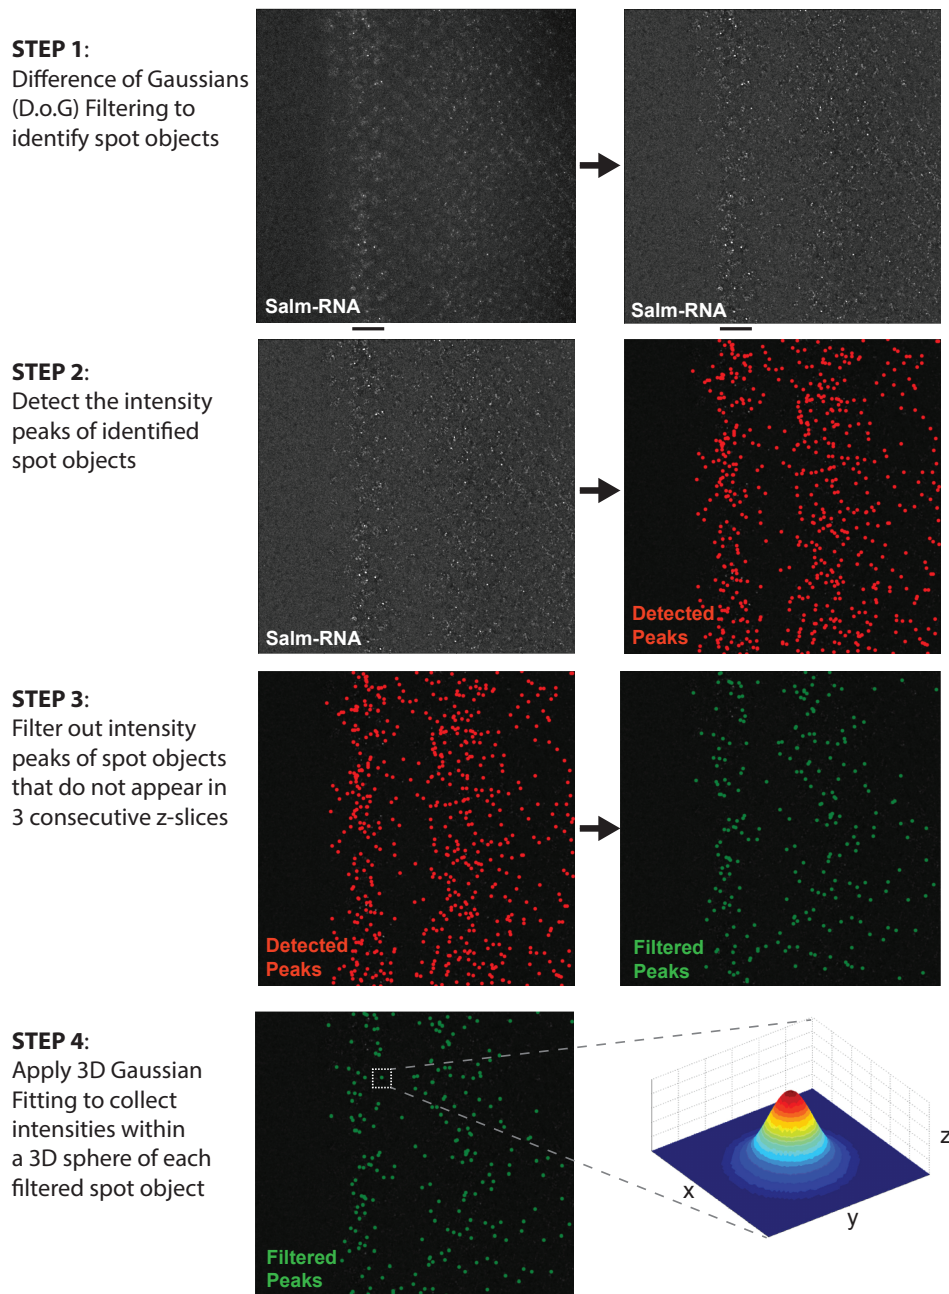 STEP 1:
Difference of Gaussians
(D.o.G) Filtering to
identify spot objects
Salm-RNA
Salm-RNA
STEP 2:
Detect the intensity
peaks of identified
spot objects
Salm-RNA
Detected
Peaks
STEP 3:
Filter out intensity
peaks of spot objects
that do not appear in
3 consecutive z-slices
Detected
Peaks
Filtered
Peaks
STEP 4:
Apply 3D Gaussian
Fitting to collect
intensities within
a 3D sphere of each
filtered spot object
Filtered
Peaks
x
y
z